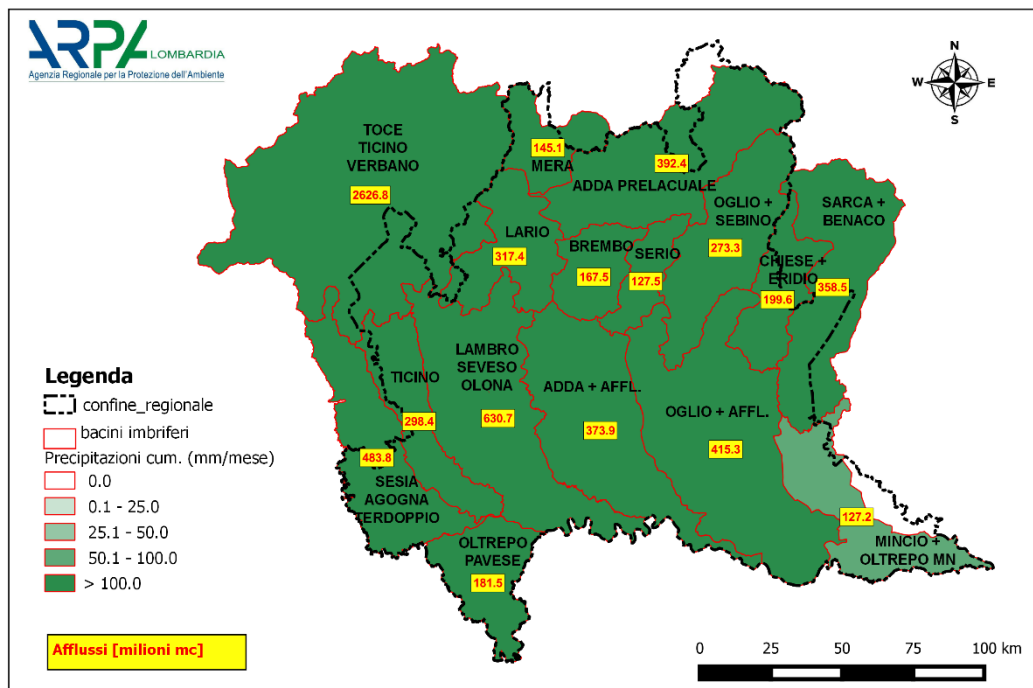 ARPA LOMBARDIA
Agenzia Regionale per la Protezione dell'Ambiente
N
W E
S
TOCE
TICINO
VERBANO
2626.8
145.1
MERA
392.4
ADDA PRELACUALE
OGLIO +
SEBINO
273.3
SARCA +
BENACO
LARIO
317.4
BREMBO
167.5
SERIO
127.5
CHIESE +
ERIDIO
199.6
358.5
LAMBRO
SEVESO
OLONA
630.7
TICINO
298.4
ADDA + AFFL.
373.9
OGLIO + AFFL.
415.3
483.8
SESIA
AGOGNA
TERDOPPIO
OLTREPO
PAVESE
181.5
127.2
MINCIO +
OLTREPO MN
Legenda
confine_regionale
bacini imbriferi
Precipitazioni cum. (mm/mese)
0.0
0.1 - 25.0
25.1 - 50.0
50.1 - 100.0
> 100.0
Afflussi [milioni mc]
0 25 50 75 100 km